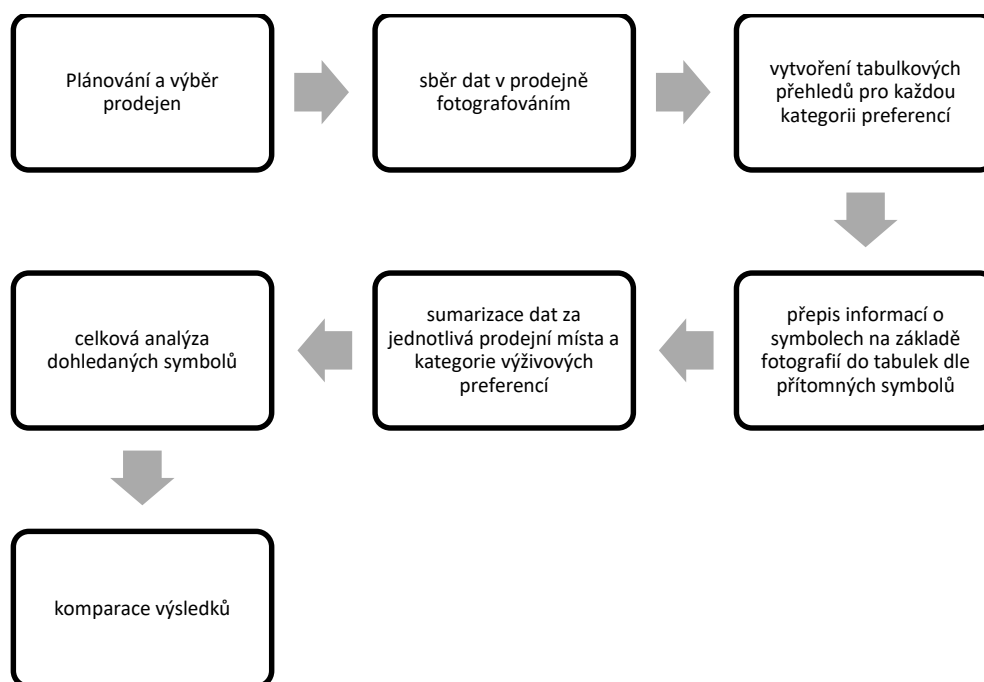 Plánování a výběr
prodejen
sběr dat v prodejně
fotografováním
vytvoření tabulkových
přehledů pro každou
kategorii preferencí
přepis informací o
symbolech na základě
fotografií do tabulek dle
přítomných symbolů
sumarizace dat za
jednotlivá prodejní místa a
kategorie výživových
preferencí
celková analýza
dohledaných symbolů
komparace výsledků